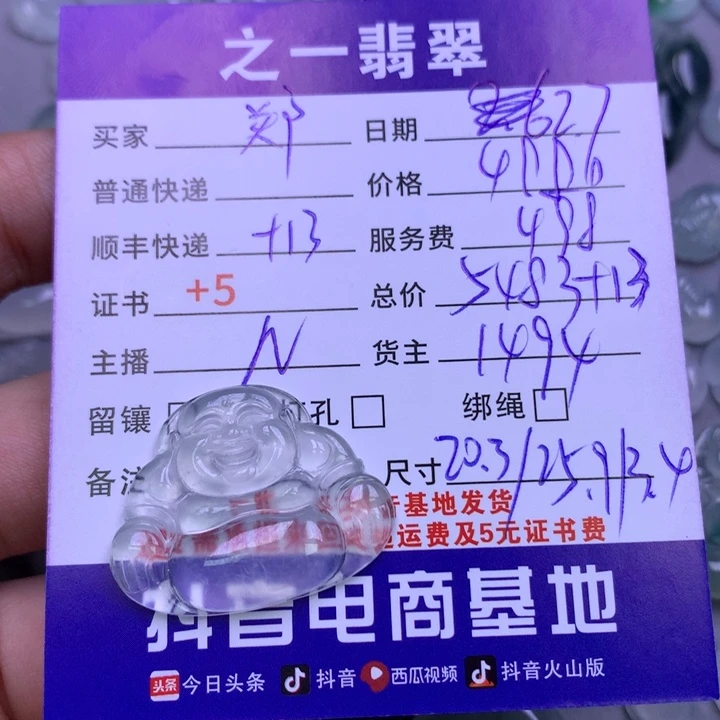 之一翡翠
买家 郑 日期 627
普通快递 价格
顺丰快递 +13 服务费 498
证书 +5 总价 5483+13
主播 N 货主 1494
留镶 打孔 绑绳
备注 尺寸 20.3/25.9/3.4
基地发货
运费及5元证书费
抖音电商基地
头条 今日头条 抖音 西瓜视频 抖音火山版